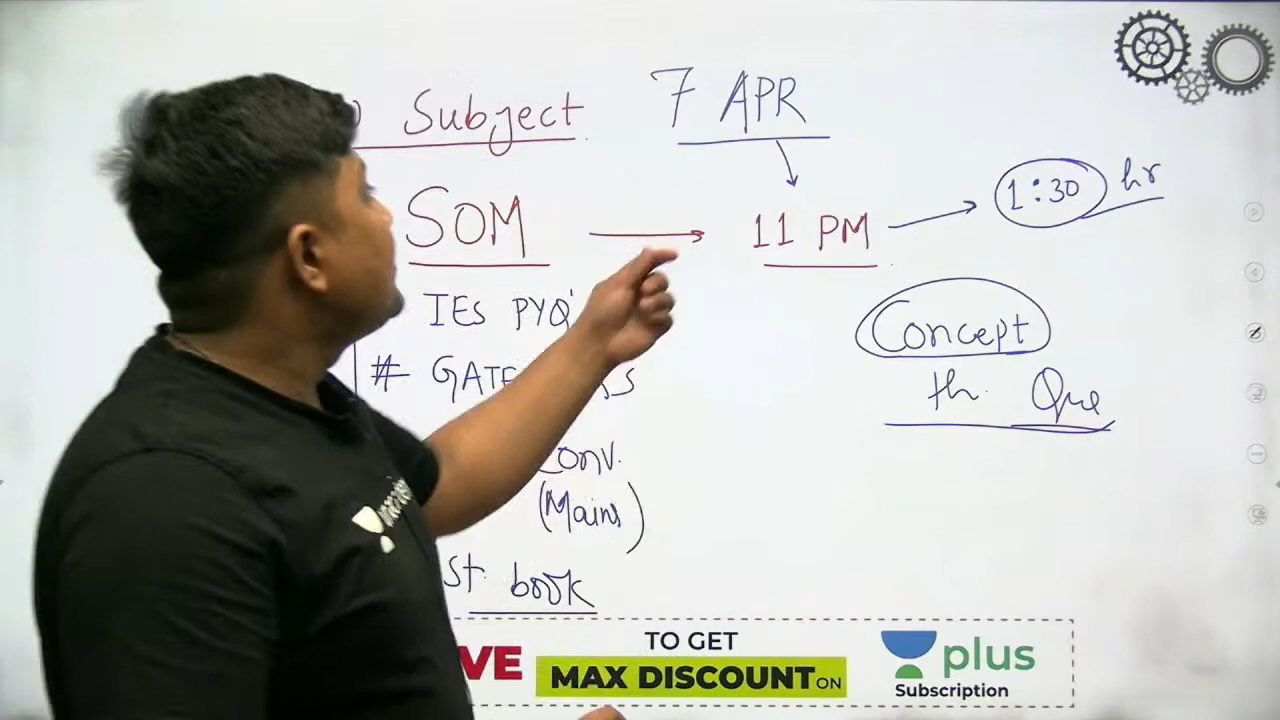 Subject 7 APR
SOM → 11 PM → 1:30 hr
IEs PYQ
Concept
# GATE
th. Que
Conv.
(Mains)
book
TO GET
MAX DISCOUNT ON
plus
Subscription